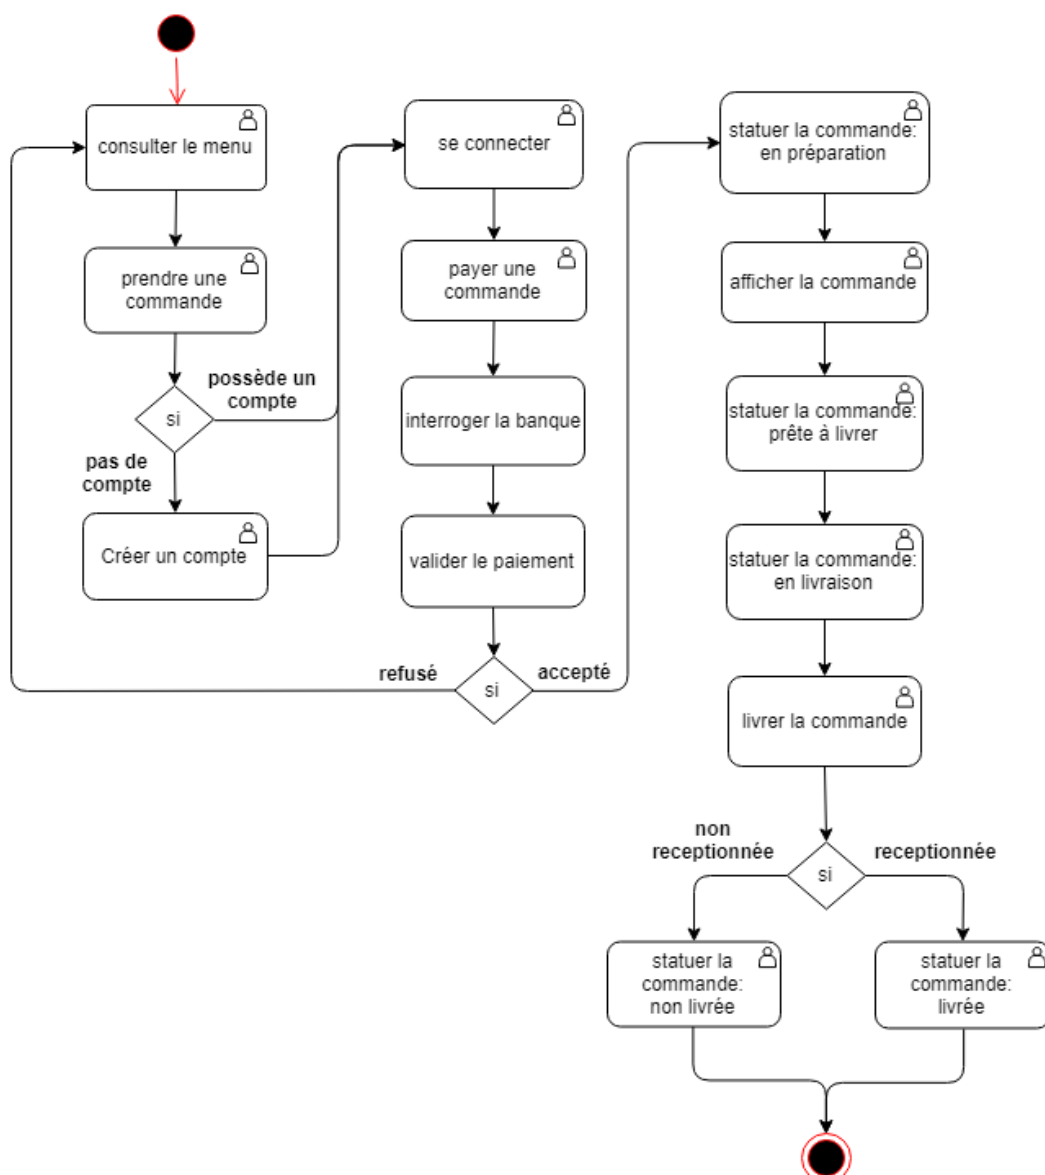 consulter le menu
prendre une
commande
si
possède un
compte
pas de
compte
Créer un compte
se connecter
payer une
commande
interroger la banque
valider le paiement
si
refusé
accepté
statuer la commande:
en préparation
afficher la commande
statuer la commande:
prête à livrer
statuer la commande:
en livraison
livrer la commande
si
non
receptionnée
receptionnée
statuer la
commande:
non livrée
statuer la
commande:
livrée